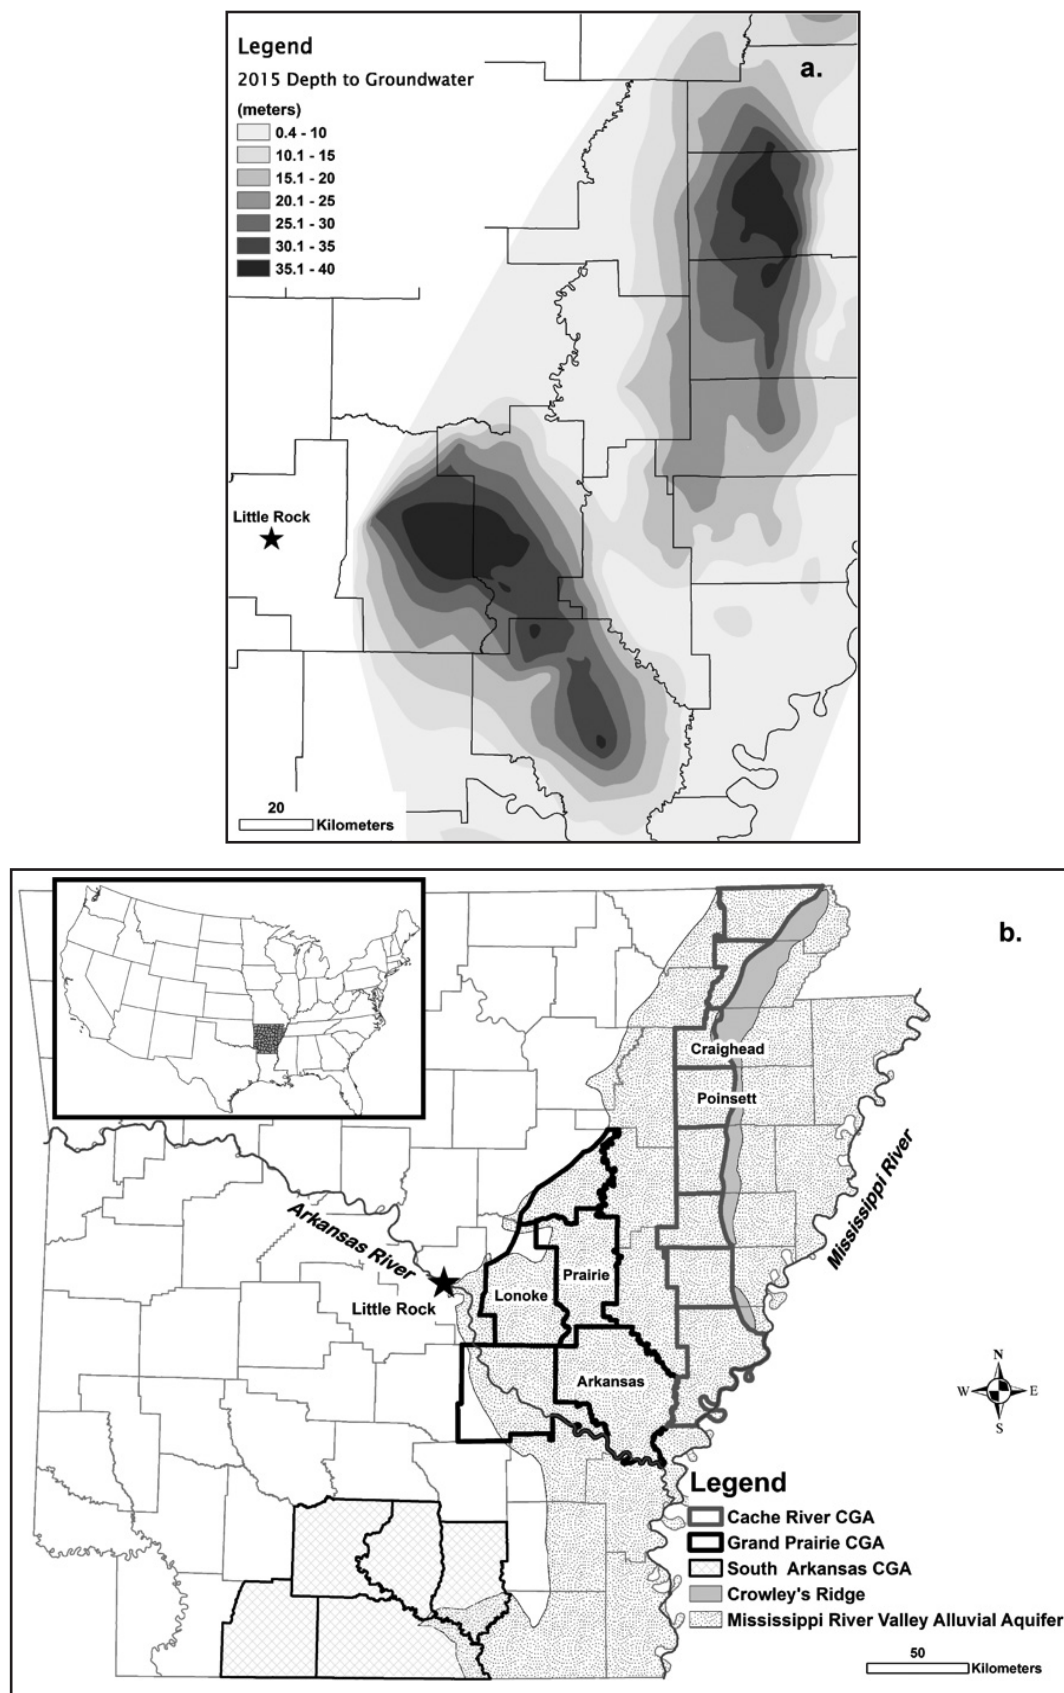 Legend
2015 Depth to Groundwater
(meters)
0.4 - 10
10.1 - 15
15.1 - 20
20.1 - 25
25.1 - 30
30.1 - 35
35.1 - 40
a.
Little Rock
20
Kilometers
b.
Craighead
Poinsett
Mississippi River
Arkansas River
Prairie
Lonoke
Little Rock
Arkansas
N
W E
S
Legend
Cache River CGA
Grand Prairie CGA
South Arkansas CGA
Crowley's Ridge
Mississippi River Valley Alluvial Aquifer
50
Kilometers